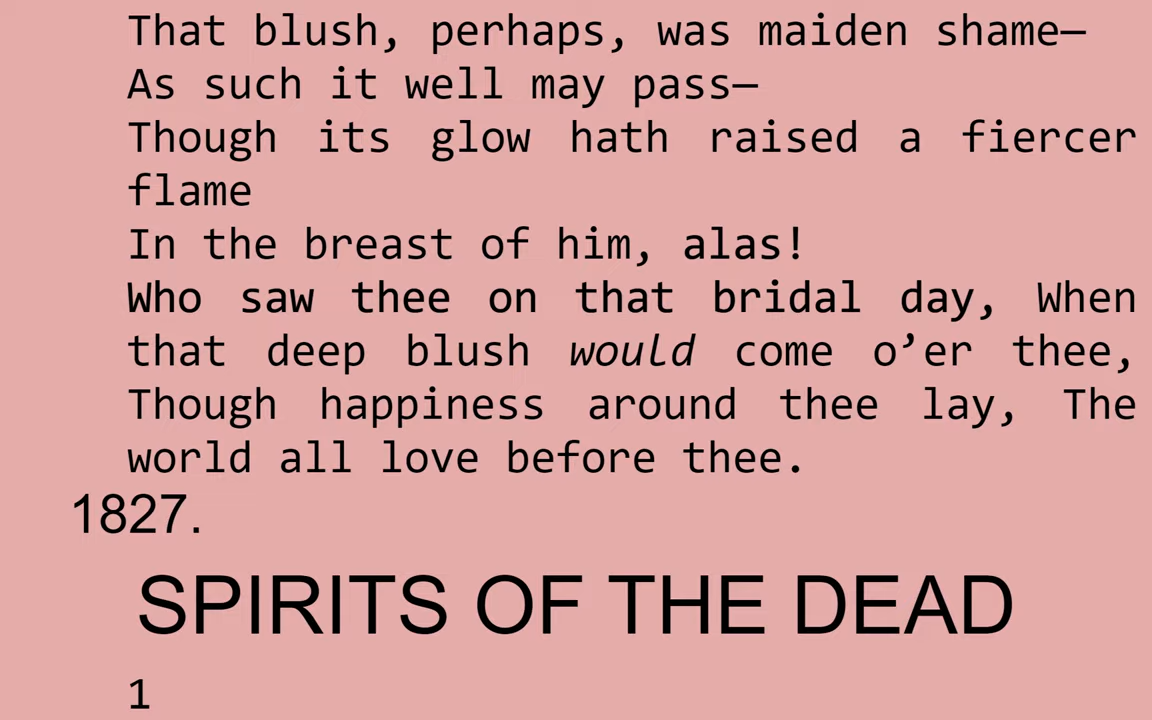 That blush, perhaps, was maiden shame—
As such it well may pass—
Though its glow hath raised a fiercer
flame
In the breast of him, alas!
Who saw thee on that bridal day, When
that deep blush would come o’er thee,
Though happiness around thee lay, The
world all love before thee.
1827.
SPIRITS OF THE DEAD
1